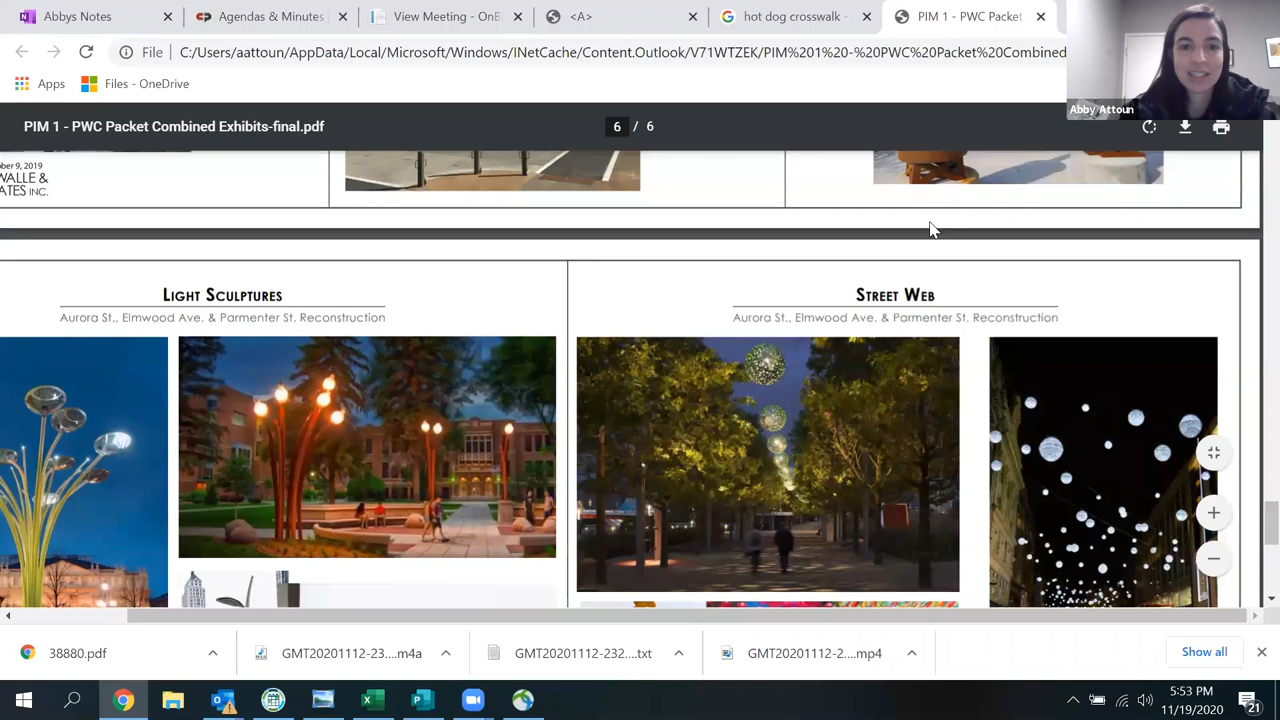 Abbys Notes
Agendas & Minutes
View Meeting - OnE
<A>
hot dog crosswalk -
PIM 1 - PWC Packet
File
C:/Users/aattoun/AppData/Local/Microsoft/Windows/INetCache/Content.Outlook/V71WTZEK/PIM%201%20-%20PWC%20Packet%20Combined
Apps
Files - OneDrive
Abby Attoun
PIM 1 - PWC Packet Combined Exhibits-final.pdf
6 / 6
ber 9, 2019
WALLE &
ATES INC.
LIGHT SCULPTURES
Aurora St., Elmwood Ave. & Parmenter St. Reconstruction
STREET WEB
Aurora St., Elmwood Ave. & Parmenter St. Reconstruction
38880.pdf
GMT20201112-23....m4a
GMT20201112-232....txt
GMT20201112-2....mp4
Show all
5:53 PM
11/19/2020
21